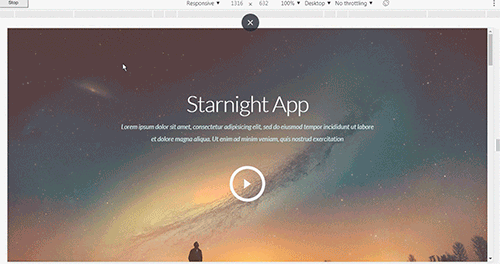 Stop
Responsive ▼ 1316 × 632 100% ▼ Desktop ▼ No throttling ▼
Starnight App
Lorem ipsum dolor sit amet, consectetur adipisicing elit, sed do eiusmod tempor incididunt ut labore
et dolore magna aliqua. Ut enim ad minim veniam, quis nostrud exercitation